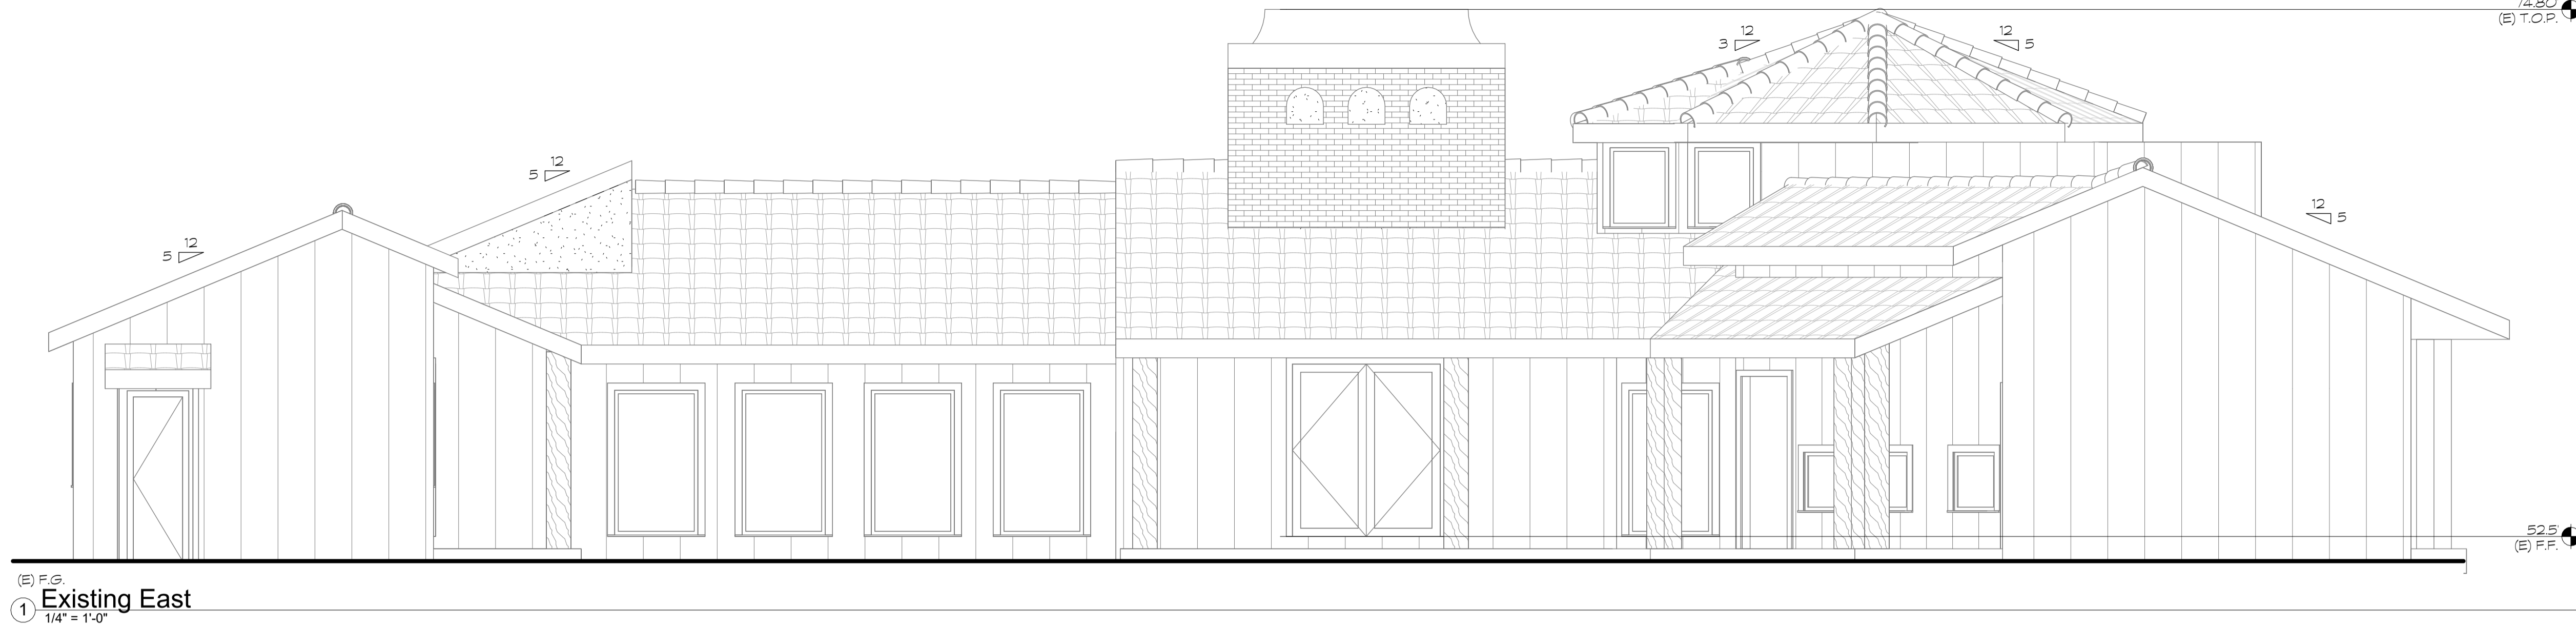 74.80'
(E) T.O.P.
12
3
12
5
12
5
12
5
12
5
52.5'
(E) F.F.
(E) F.G.
1 Existing East
1/4" = 1'-0"